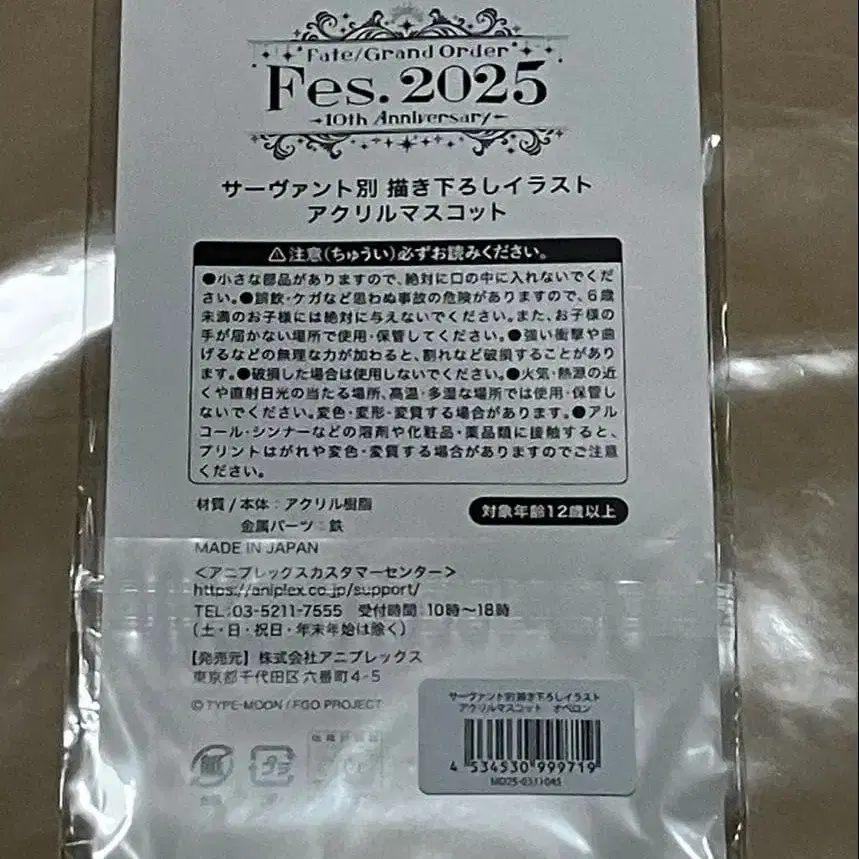 Fate/Grand Order
Fes. 2025
10th Anniversary
サーヴァント別 描き下ろしイラスト
アクリルマスコット
⚠注意(ちゅうい)必ずお読みください。
●小さな部品がありますので、絶対に口の中に入れないでくだ
さい。●誤飲・ケガなど思わぬ事故の危険がありますので、6歳
未満のお子様には絶対に与えないでください。また、お子様の
手が届かない場所で使用・保管してください。●強い衝撃や曲
げるなどの無理な力が加わると、割れなど破損することがあり
ます。●破損した場合は使用しないでください。●火気・熱源の近
くや直射日光の当たる場所、高温・多湿な場所では使用・保管し
ないでください。変色・変形・変質する場合があります。●アル
コール・シンナーなどの溶剤や化粧品・薬品類に接触すると、
プリントはがれや変色・変質する場合がありますのでご注意
ください。
材質/本体:アクリル樹脂
金属パーツ:鉄
対象年齢12歳以上
MADE IN JAPAN
<アニプレックスカスタマーセンター>
https://aniplex.co.jp/support/
TEL:03-5211-7555 受付時間 10時~18時
(土・日・祝日・年末年始は除く)
【発売元】株式会社アニプレックス
東京都千代田区六番町4-5
©TYPE-MOON / FGO PROJECT
サーヴァント別描き下ろしイラスト
アクリルマスコット オベロン
4 534530 999719
紙
プラ